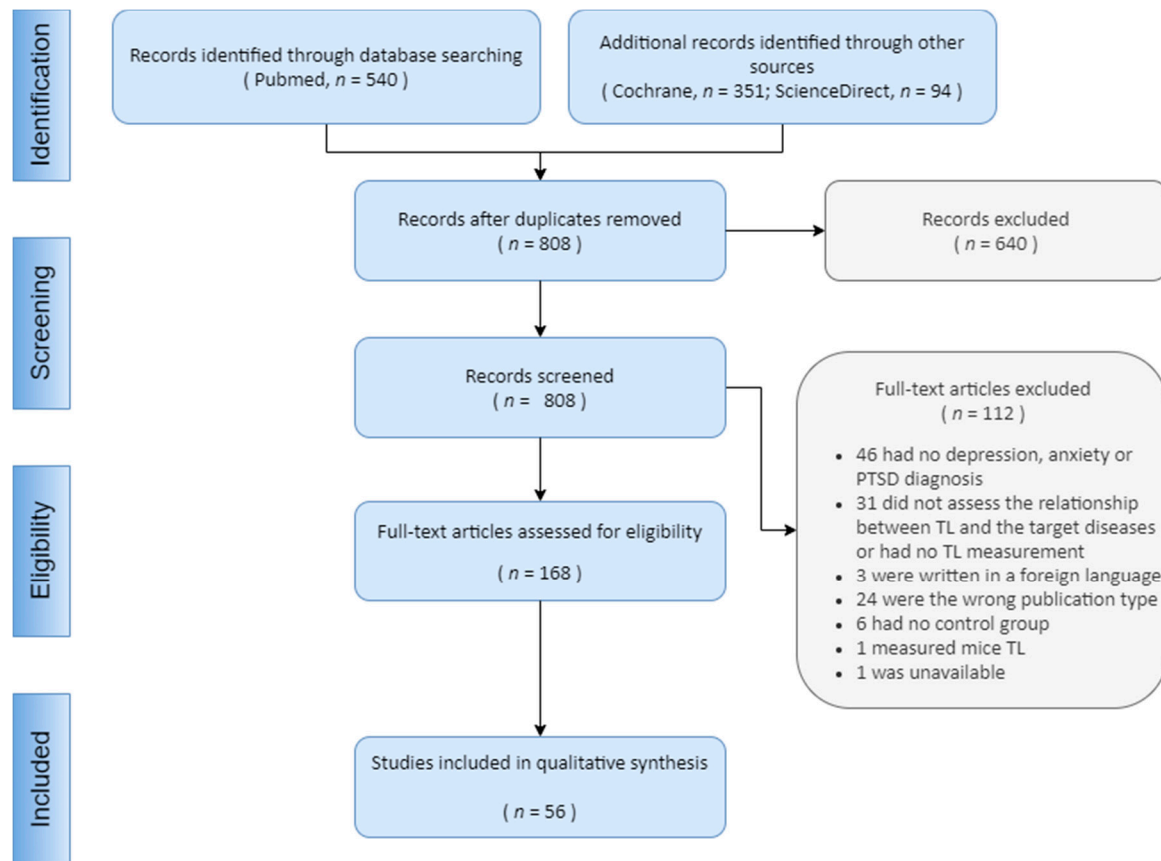 Identification
Records identified through database searching
( Pubmed, n = 540 )
Additional records identified through other
sources
( Cochrane, n = 351; ScienceDirect, n = 94 )
Records after duplicates removed
( n = 808 )
Records excluded
( n = 640 )
Screening
Records screened
( n = 808 )
Full-text articles excluded
( n = 112 )
• 46 had no depression, anxiety or
PTSD diagnosis
• 31 did not assess the relationship
between TL and the target diseases
or had no TL measurement
• 3 were written in a foreign language
• 24 were the wrong publication type
• 6 had no control group
• 1 measured mice TL
• 1 was unavailable
Eligibility
Full-text articles assessed for eligibility
( n = 168 )
Included
Studies included in qualitative synthesis
( n = 56 )